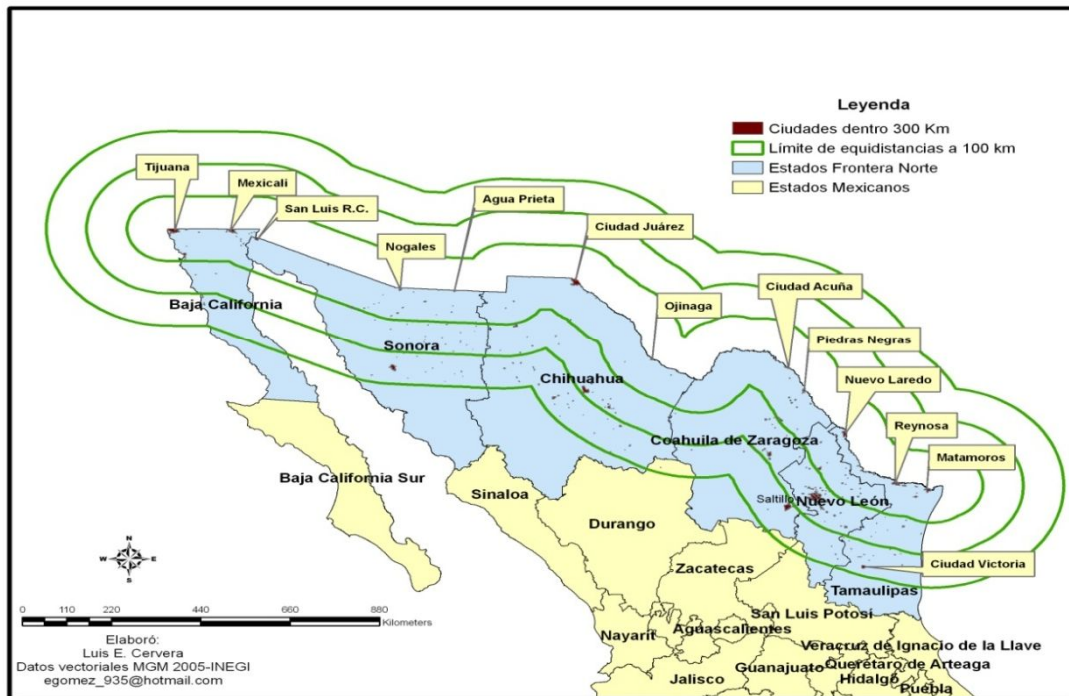 Leyenda
Ciudades dentro 300 Km
Límite de equidistancias a 100 km
Estados Frontera Norte
Estados Mexicanos
Tijuana
Mexicali
San Luis R.C.
Agua Prieta
Nogales
Ciudad Juárez
Ojinaga
Ciudad Acuña
Piedras Negras
Nuevo Laredo
Reynosa
Matamoros
Baja California
Sonora
Chihuahua
Coahuila de Zaragoza
Baja California Sur
Sinaloa
Saltillo
Nuevo León
Durango
Ciudad Victoria
Zacatecas
Tamaulipas
San Luis Potosí
Nayarit
Aguascalientes
Veracruz de Ignacio de la Llave
Guanajuato
Querétaro de Arteaga
Jalisco
Hidalgo
Puebla
N
W E
S
0 110 220 440 660 880
Kilometers
Elaboró:
Luis E. Cervera
Datos vectoriales MGM 2005-INEGI
egomez_935@hotmail.com